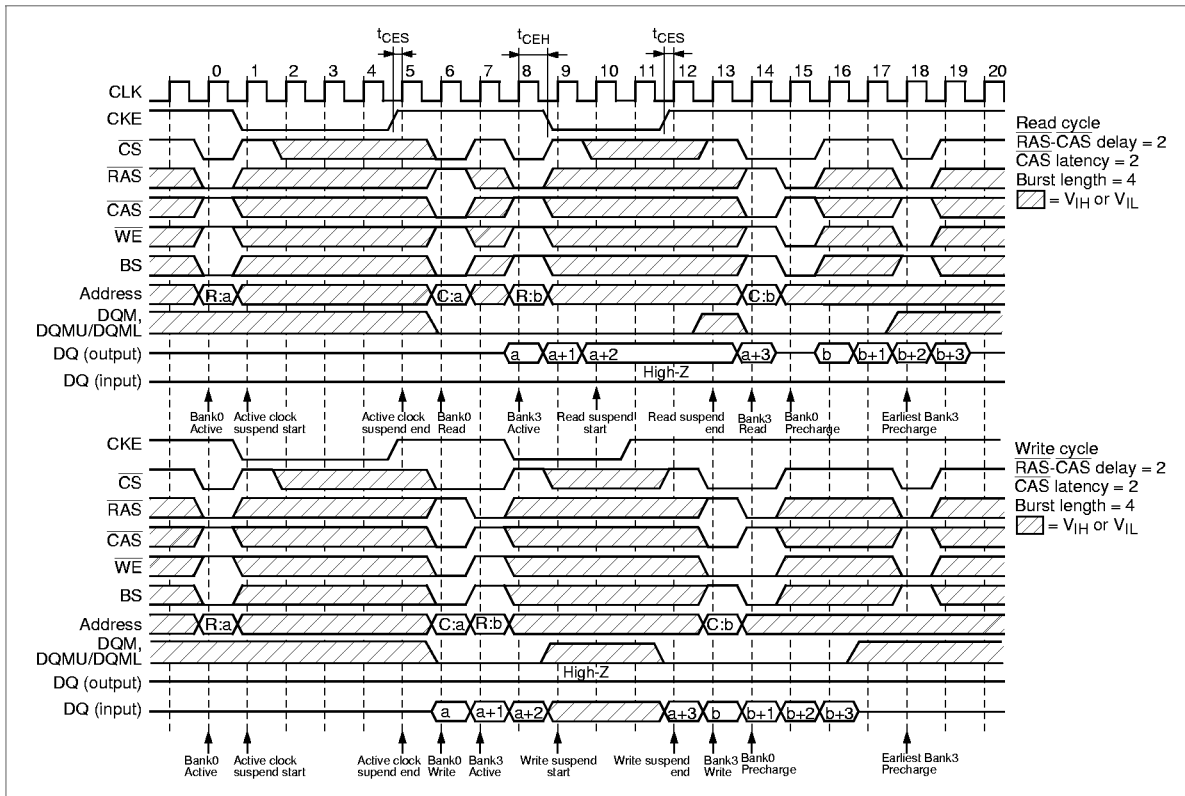 tCES tCEH tCES
0 1 2 3 4 5 6 7 8 9 10 11 12 13 14 15 16 17 18 19 20
CLK
CKE
CS
RAS
CAS
WE
BS
Address R:a C:a R:b C:b
DQM,
DQMU/DQML
DQ (output) a a+1 a+2 a+3 b b+1 b+2 b+3
High-Z
DQ (input)
Read cycle
RAS-CAS delay = 2
CAS latency = 2
Burst length = 4
= VIH or VIL
Bank0
Active
Active clock
suspend start
Active clock
suspend end
Bank0
Read
Bank3
Active
Read suspend
start
Read suspend
end
Bank3
Read
Bank0
Precharge
Earliest Bank3
Precharge
CKE
CS
RAS
CAS
WE
BS
Address R:a C:a R:b C:b
DQM,
DQMU/DQML
High-Z
DQ (output)
DQ (input) a a+1 a+2 a+3 b b+1 b+2 b+3
Write cycle
RAS-CAS delay = 2
CAS latency = 2
Burst length = 4
= VIH or VIL
Bank0
Active
Active clock
suspend start
Active clock
supend end
Bank0
Write
Bank3
Active
Write suspend
start
Write suspend
end
Bank3
Write
Bank0
Precharge
Earliest Bank3
Precharge